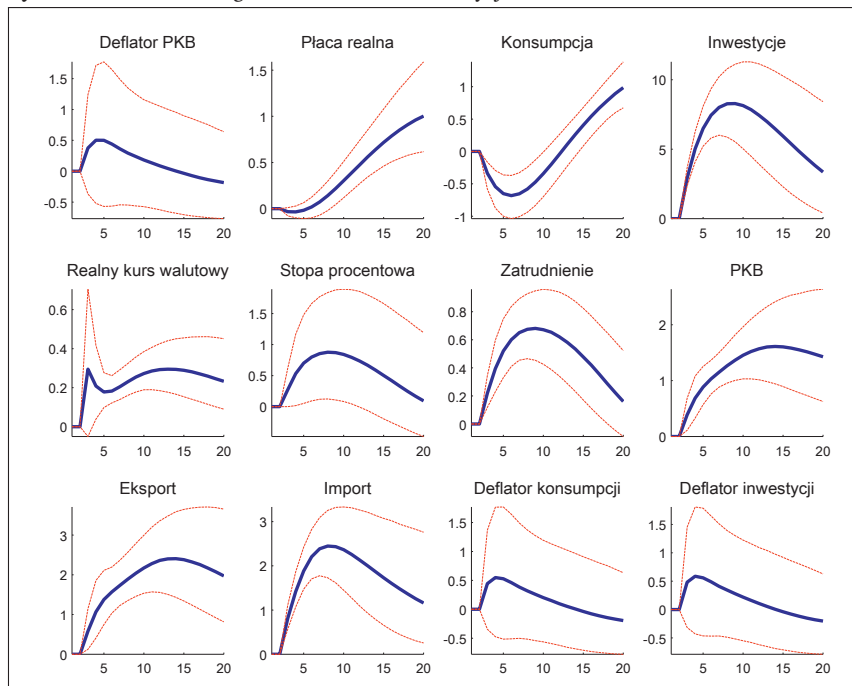 Deflator PKB
1.5
1
0.5
0
-0.5
5 10 15 20
Płaca realna
1.5
1
0.5
0
5 10 15 20
Konsumpcja
1
0.5
0
-0.5
-1
5 10 15 20
Inwestycje
10
5
0
5 10 15 20
Realny kurs walutowy
0.6
0.4
0.2
0
5 10 15 20
Stopa procentowa
1.5
1
0.5
0
5 10 15 20
Zatrudnienie
0.8
0.6
0.4
0.2
0
5 10 15 20
PKB
2
1
0
5 10 15 20
Eksport
3
2
1
0
5 10 15 20
Import
3
2
1
0
5 10 15 20
Deflator konsumpcji
1.5
1
0.5
0
-0.5
5 10 15 20
Deflator inwestycji
1.5
1
0.5
0
-0.5
5 10 15 20